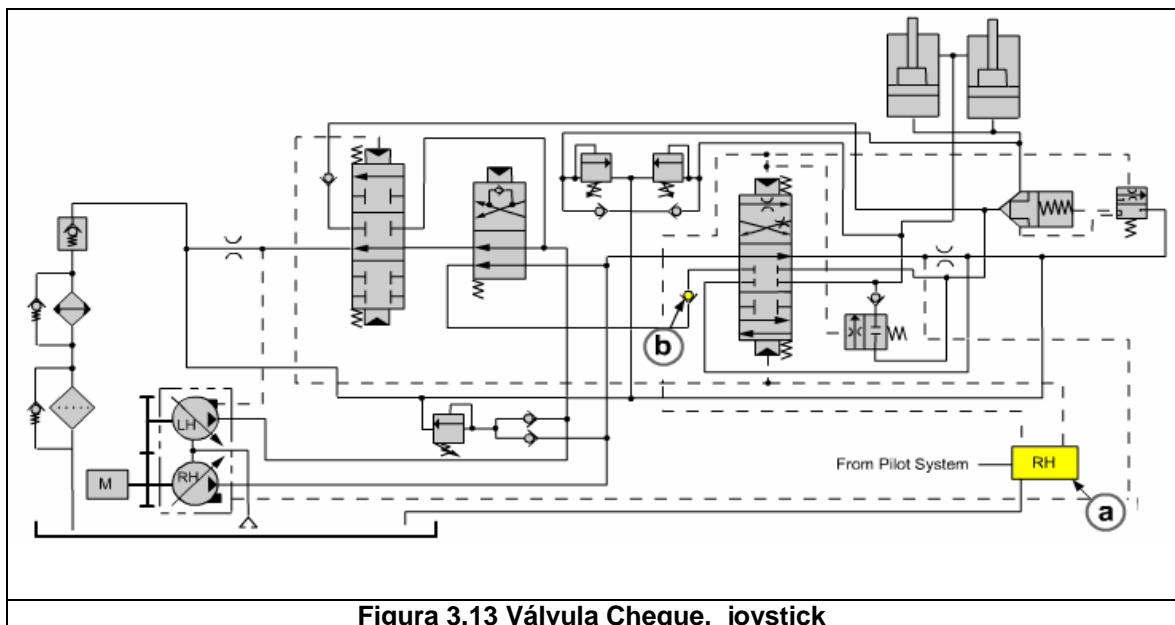 LH
RH
M
b
From Pilot System
RH
a
Figura 3.13 Válvula Cheque,  joystick